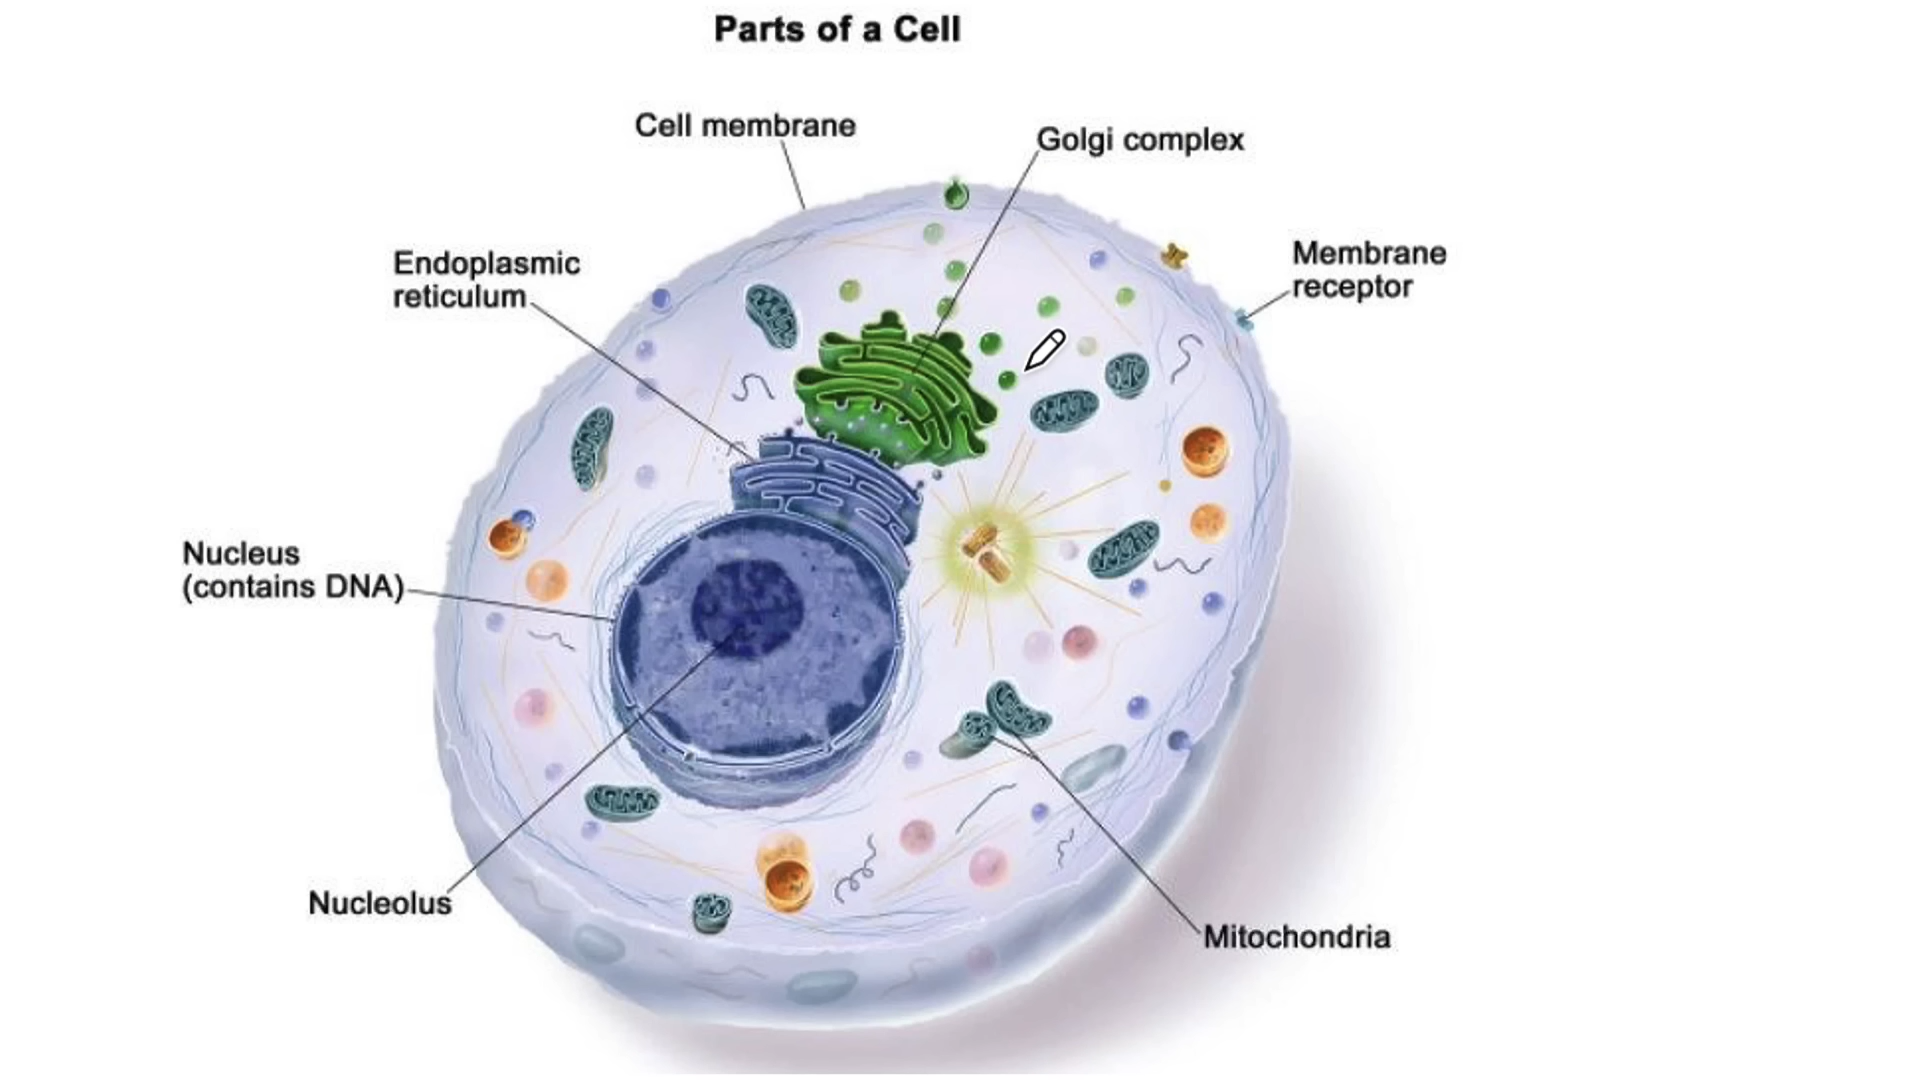 Parts of a Cell
Cell membrane
Golgi complex
Endoplasmic
reticulum
Membrane
receptor
Nucleus
(contains DNA)
Nucleolus
Mitochondria